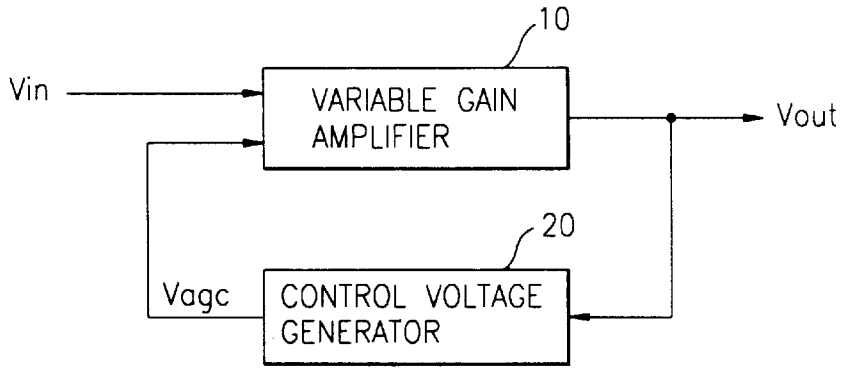 10
Vin
VARIABLE GAIN
AMPLIFIER
Vout
20
Vagc
CONTROL VOLTAGE
GENERATOR